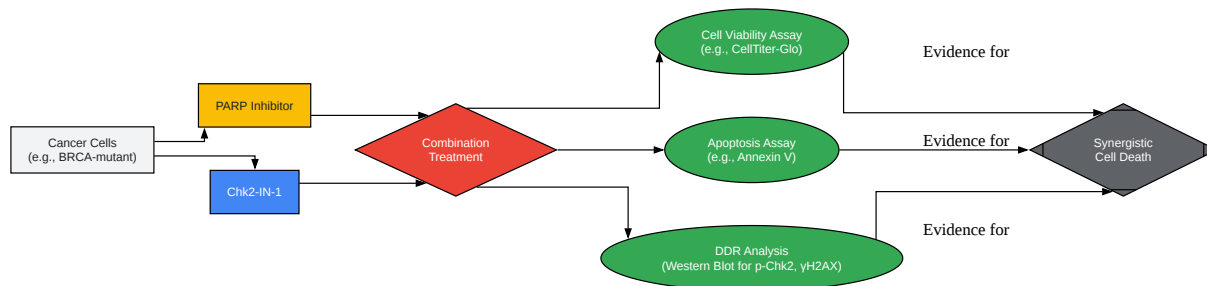 Cell Viability Assay
(e.g., CellTiter-Glo)
Evidence for
PARP Inhibitor
Cancer Cells
(e.g., BRCA-mutant)
Combination
Treatment
Apoptosis Assay
(e.g., Annexin V)
Evidence for
Synergistic
Cell Death
Chk2-IN-1
Evidence for
DDR Analysis
(Western Blot for p-Chk2, γH2AX)